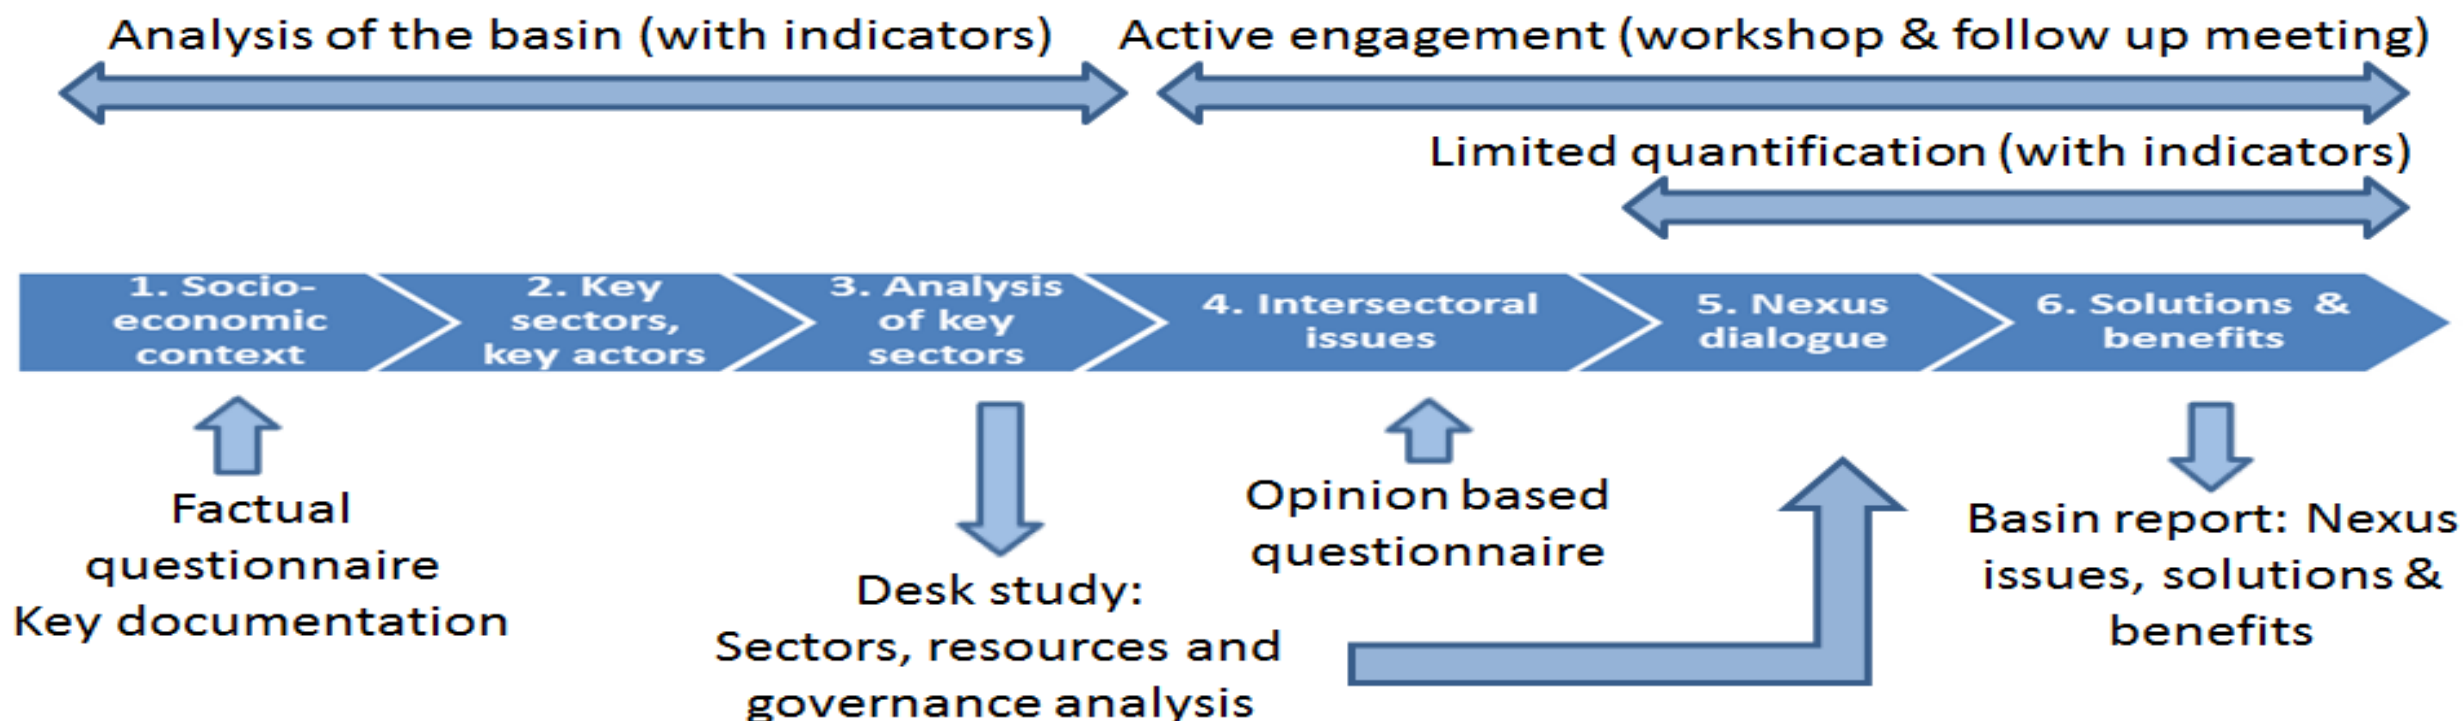 Analysis of the basin (with indicators)
Active engagement (workshop & follow up meeting)
Limited quantification (with indicators)
1. Socio-
economic
context
2. Key
sectors,
key actors
3. Analysis
of key
sectors
4. Intersectoral
issues
5. Nexus
dialogue
6. Solutions &
benefits
Factual
questionnaire
Key documentation
Desk study:
Sectors, resources and
governance analysis
Opinion based
questionnaire
Basin report: Nexus
issues, solutions &
benefits